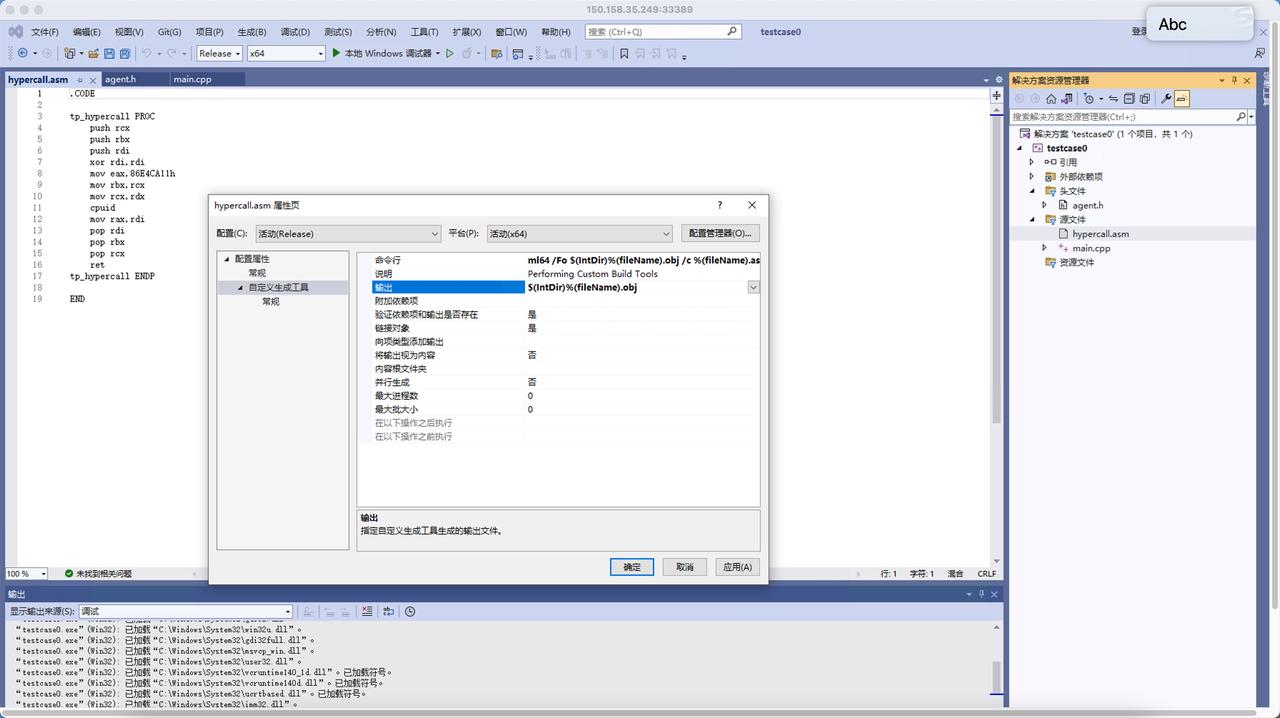 150.158.35.249:33389
Abc
文件(F) 编辑(E) 视图(V) Git(G) 项目(P) 生成(B) 调试(D) 测试(S) 分析(N) 工具(T) 扩展(X) 窗口(W) 帮助(H) 搜索 (Ctrl+Q) testcase0 登录
Release x64 本地 Windows 调试器
hypercall.asm agent.h main.cpp
1 .CODE
2
3 tp_hypercall PROC
4 push rcx
5 push rbx
6 push rdi
7 xor rdi,rdi
8 mov eax,86E4CA11h
9 mov rbx,rcx
10 mov rcx,rdx
11 cpuid
12 mov rax,rdi
13 pop rdi
14 pop rbx
15 pop rcx
16 ret
17 tp_hypercall ENDP
18
19 END
hypercall.asm 属性页 ?
配置(C): 活动(Release) 平台(P): 活动(x64) 配置管理器(O)...
配置属性
常规
自定义生成工具
常规
命令行 ml64 /Fo $(IntDir)%(fileName).obj /c %(fileName).as
说明 Performing Custom Build Tools
输出 $(IntDir)%(fileName).obj
附加依赖项
验证依赖项和输出是否存在 是
链接对象 是
向项类型添加输出
将输出视为内容 否
内容根文件夹
并行生成 否
最大进程数 0
最大批大小 0
在以下操作之后执行
在以下操作之前执行
输出
指定自定义生成工具生成的输出文件。
确定 取消 应用(A)
解决方案资源管理器
搜索解决方案资源管理器(Ctrl+;)
解决方案 'testcase0' (1 个项目，共 1 个)
testcase0
引用
外部依赖项
头文件
agent.h
源文件
hypercall.asm
main.cpp
资源文件
100 % 未找到相关问题 行: 1 字符: 1 混合 CRLF
输出
显示输出来源(S): 调试
“testcase0.exe”(Win32): 已加载“C:\Windows\System32\win32u.dll”。
“testcase0.exe”(Win32): 已加载“C:\Windows\System32\gdi32full.dll”。
“testcase0.exe”(Win32): 已加载“C:\Windows\System32\msvcp_win.dll”。
“testcase0.exe”(Win32): 已加载“C:\Windows\System32\user32.dll”。
“testcase0.exe”(Win32): 已加载“C:\Windows\System32\vcruntime140_1d.dll”。已加载符号。
“testcase0.exe”(Win32): 已加载“C:\Windows\System32\vcruntime140d.dll”。已加载符号。
“testcase0.exe”(Win32): 已加载“C:\Windows\System32\ucrtbased.dll”。已加载符号。
“testcase0.exe”(Win32): 已加载“C:\Windows\System32\imm32.dll”。